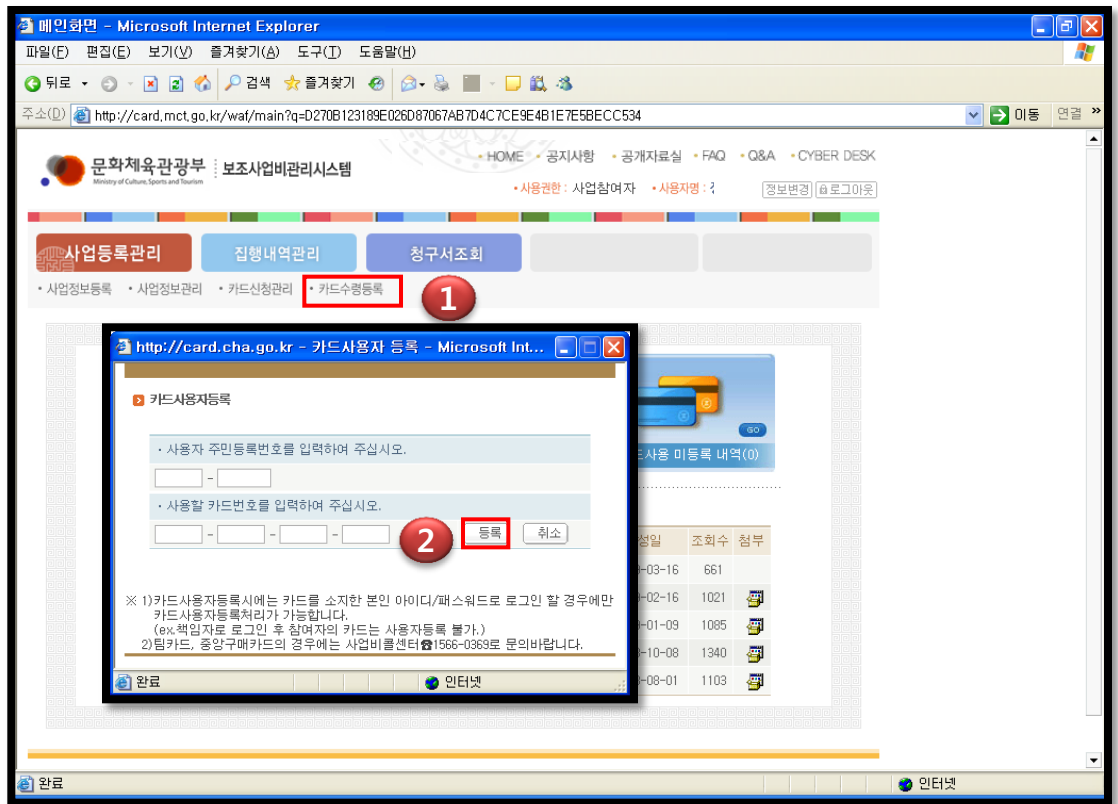 메인화면 - Microsoft Internet Explorer
파일(F) 편집(E) 보기(V) 즐겨찾기(A) 도구(T) 도움말(H)
뒤로 검색 즐겨찾기
주소(D) http://card.mct.go.kr/waf/main?q=D270B123189E026D87067AB7D4C7CE9E4B1E7E5BECC534 이동 연결 »
• HOME • 공지사항 • 공개자료실 • FAQ • Q&A • CYBER DESK
문화체육관광부 보조사업비관리시스템
Ministry of Culture, Sports and Tourism
• 사용권한 : 사업참여자 • 사용자명 : 정보변경 로그아웃
사업등록관리 집행내역관리 청구서조회
• 사업정보등록 • 사업정보관리 • 카드신청관리 • 카드수령등록
1
http://card.cha.go.kr - 카드사용자 등록 - Microsoft Int...
카드사용자등록
• 사용자 주민등록번호를 입력하여 주십시오.
-
• 사용할 카드번호를 입력하여 주십시오.
- - - 2 등록 취소
※ 1)카드사용자등록시에는 카드를 소지한 본인 아이디/패스워드로 로그인 할 경우에만
카드사용자등록처리가 가능합니다.
(ex.책임자로 로그인 후 참여자의 카드는 사용자등록 불가.)
2)팀카드, 중앙구매카드의 경우에는 사업비콜센터☎1566-0369로 문의바랍니다.
완료 인터넷
GO
사용 미등록 내역(0)
성일 조회수 첨부
-03-16 661
-02-16 1021
-01-09 1085
-10-08 1340
-08-01 1103
완료 인터넷